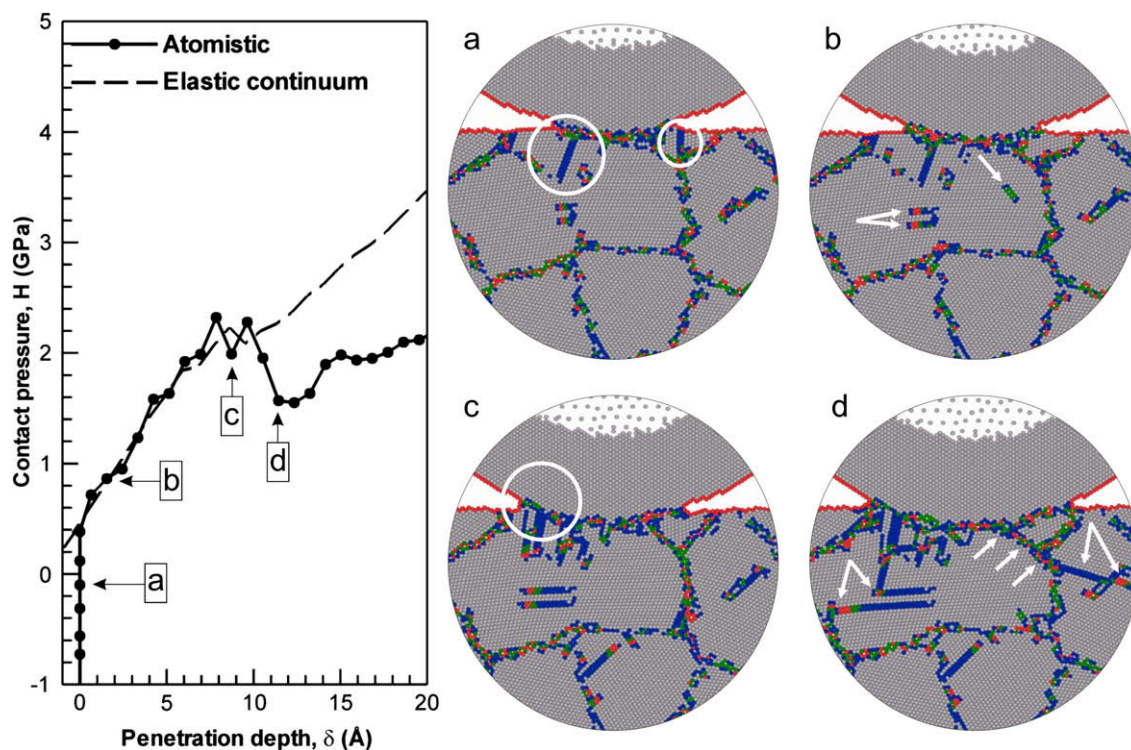 5
4
3
2
1
0
-1
Contact pressure, H (GPa)
Atomistic
Elastic continuum
c
d
b
a
0 5 10 15 20
Penetration depth, δ (Å)
a
b
c
d